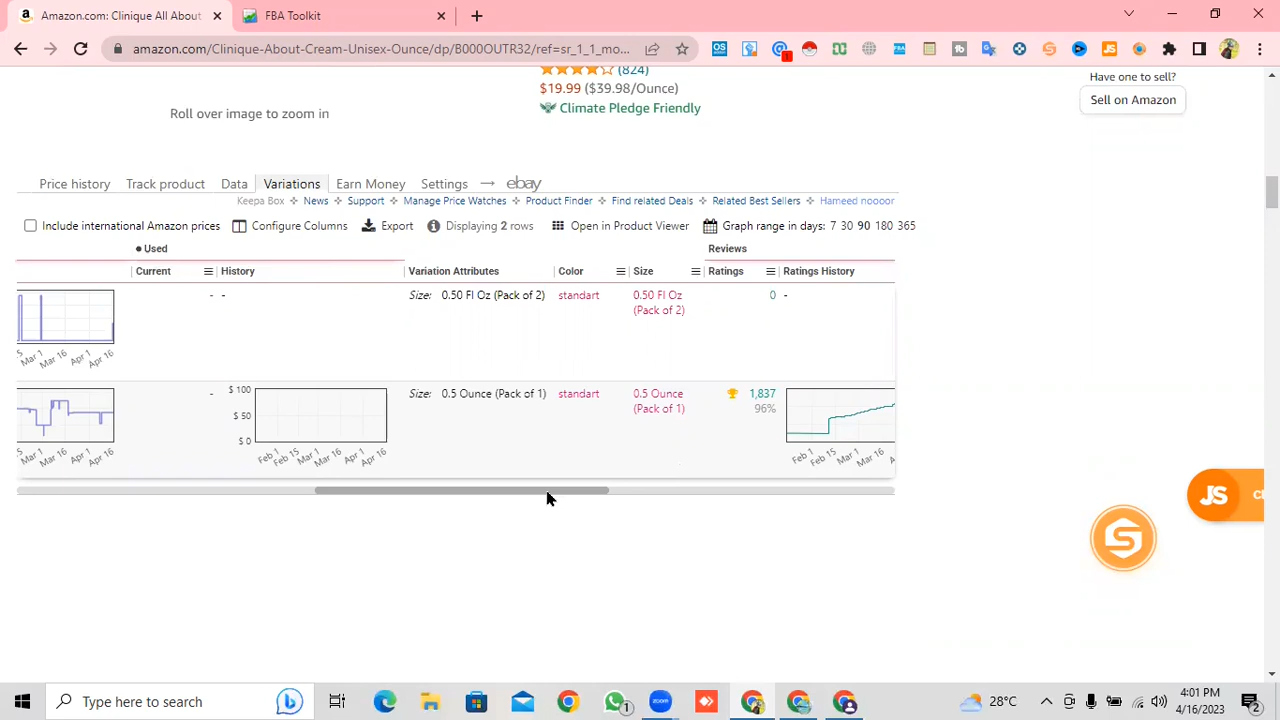 Amazon.com: Clinique All About
FBA Toolkit
amazon.com/Clinique-About-Cream-Unisex-Ounce/dp/B000OUTR32/ref=sr_1_1_mo...
(824)
$19.99 ($39.98/Ounce)
Climate Pledge Friendly
Roll over image to zoom in
Have one to sell?
Sell on Amazon
Price history Track product Data Variations Earn Money Settings → ebay
Keepa Box News Support Manage Price Watches Product Finder Find related Deals Related Best Sellers Hameed noooor
Include international Amazon prices Configure Columns Export Displaying 2 rows Open in Product Viewer Graph range in days: 7 30 90 180 365
Used Reviews
Current History Variation Attributes Color Size Ratings Ratings History
- - Size: 0.50 Fl Oz (Pack of 2) standart 0.50 Fl Oz 0 -
(Pack of 2)
Mar 1 Mar 16 Apr 1 Apr 16
- $ 100 Size: 0.5 Ounce (Pack of 1) standart 0.5 Ounce 1,837
$ 50 (Pack of 1) 96%
$ 0
Mar 1 Mar 16 Apr 1 Apr 16 Feb 1 Feb 15 Mar 1 Mar 16 Apr 1 Apr 16 Feb 1 Feb 15 Mar 1 Mar 16
JS
S
Type here to search
28°C
4:01 PM
4/16/2023